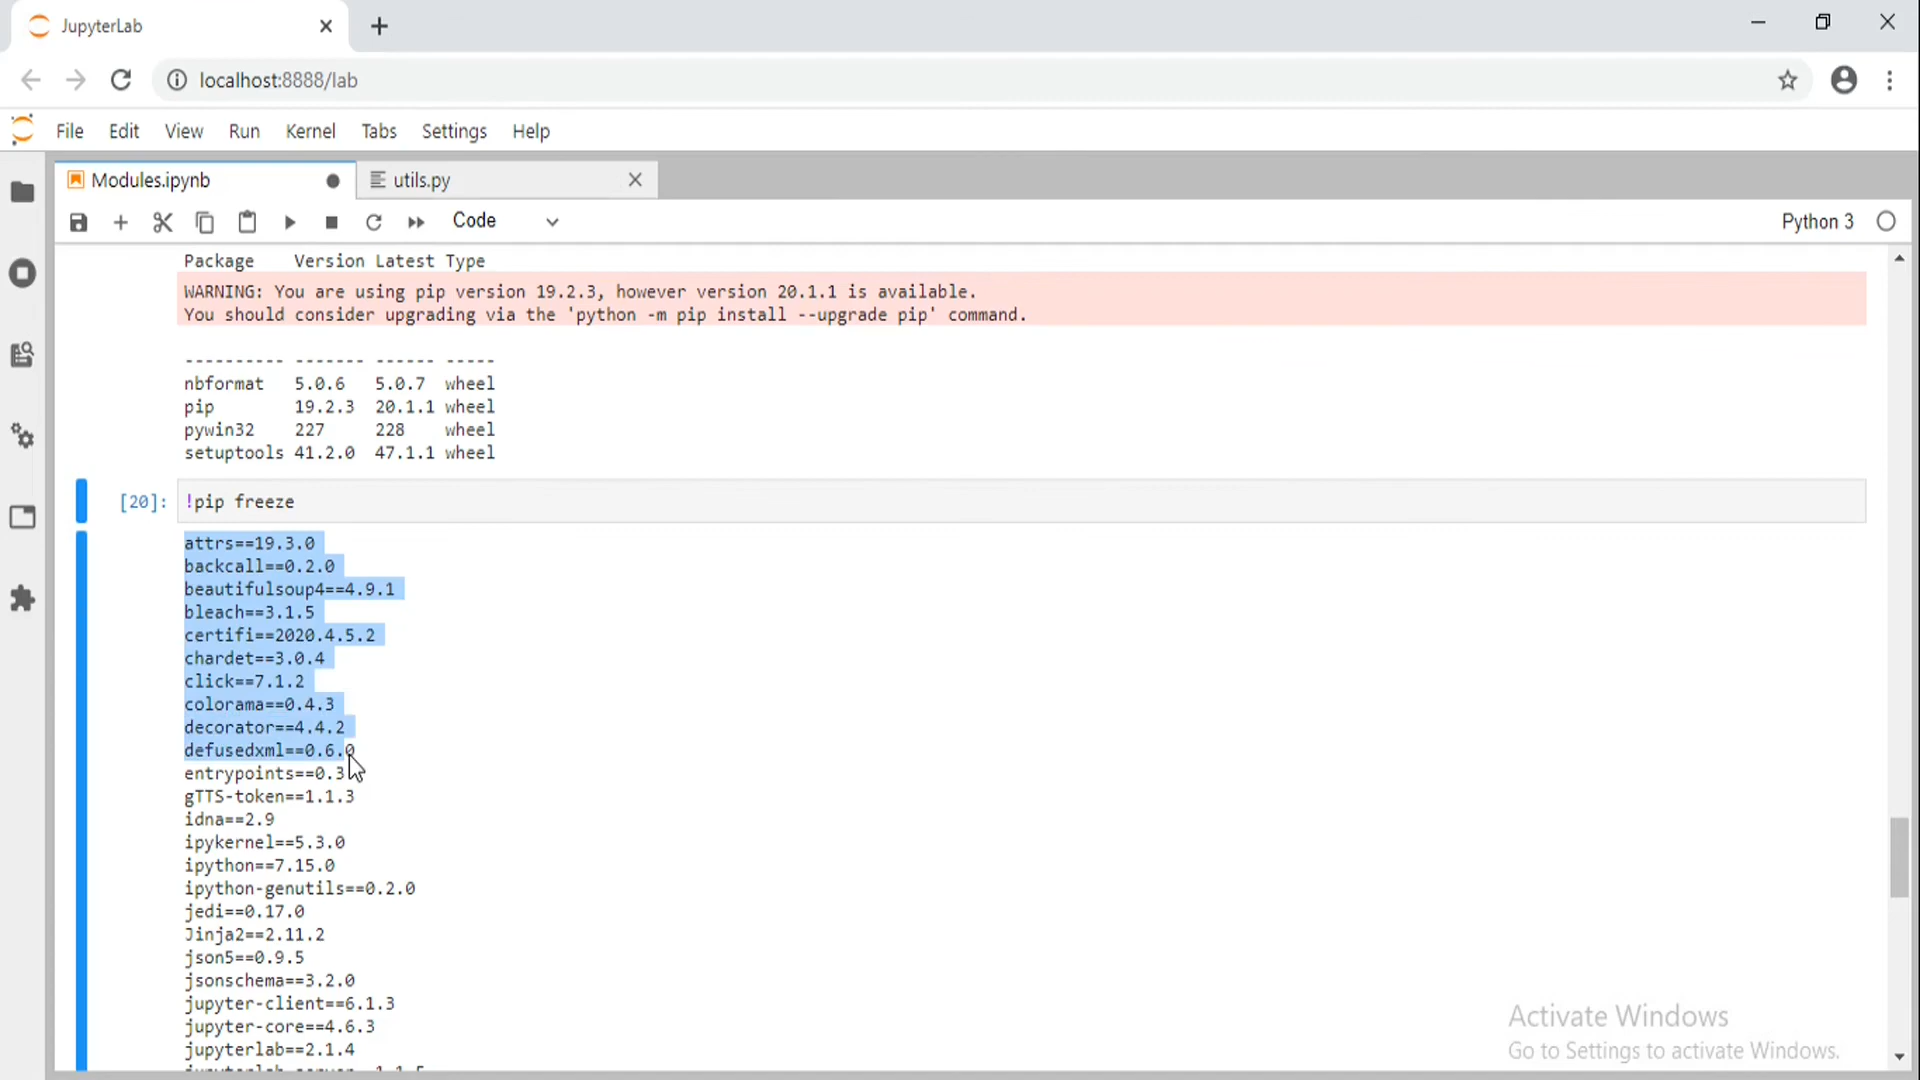 JupyterLab
localhost:8888/lab
File Edit View Run Kernel Tabs Settings Help
Modules.ipynb utils.py
Code Python 3
Package Version Latest Type
WARNING: You are using pip version 19.2.3, however version 20.1.1 is available.
You should consider upgrading via the 'python -m pip install --upgrade pip' command.
---------- ------- ------ -----
nbformat 5.0.6 5.0.7 wheel
pip 19.2.3 20.1.1 wheel
pywin32 227 228 wheel
setuptools 41.2.0 47.1.1 wheel
[20]: !pip freeze
attrs==19.3.0
backcall==0.2.0
beautifulsoup4==4.9.1
bleach==3.1.5
certifi==2020.4.5.2
chardet==3.0.4
click==7.1.2
colorama==0.4.3
decorator==4.4.2
defusedxml==0.6.0
entrypoints==0.3
gTTS-token==1.1.3
idna==2.9
ipykernel==5.3.0
ipython==7.15.0
ipython-genutils==0.2.0
jedi==0.17.0
Jinja2==2.11.2
json5==0.9.5
jsonschema==3.2.0
jupyter-client==6.1.3
jupyter-core==4.6.3
jupyterlab==2.1.4
Activate Windows
Go to Settings to activate Windows.